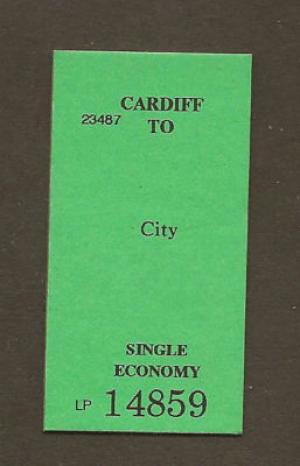 CARDIFF
23487 TO
City
SINGLE
ECONOMY
LP 14859